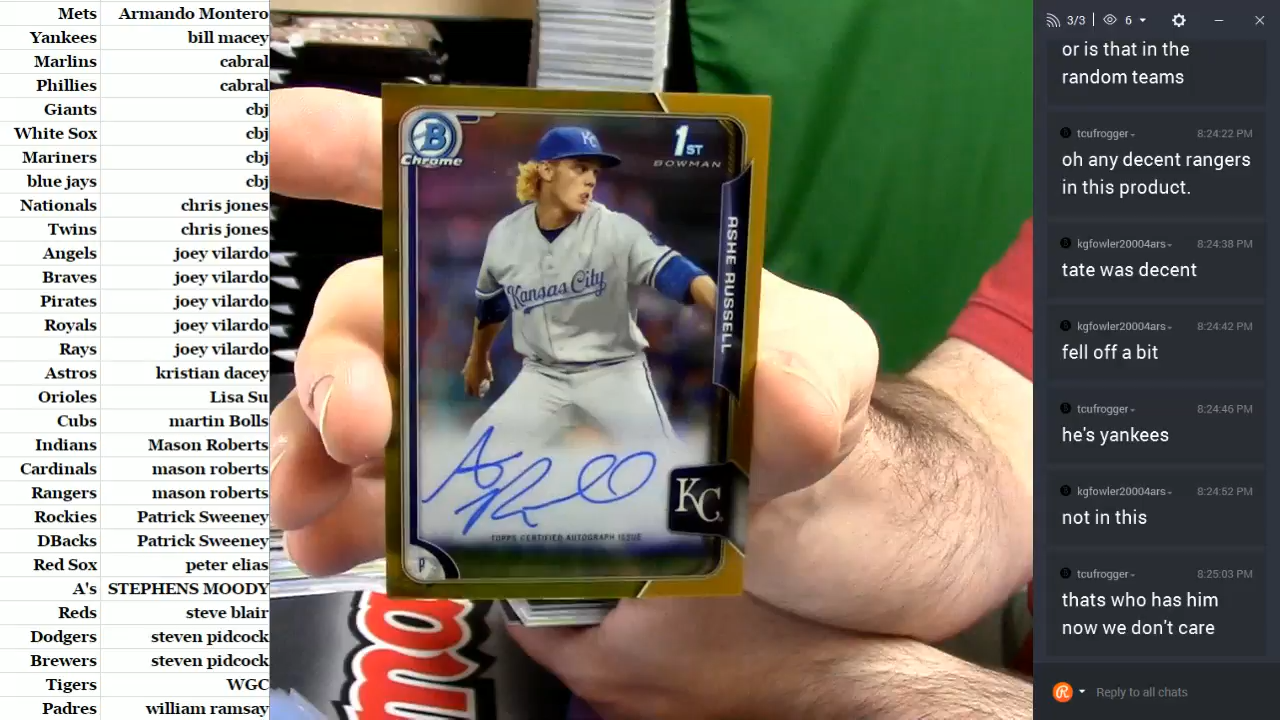 Mets Armando Montero
Yankees bill macey
Marlins cabral
Phillies cabral
Giants cbj
White Sox cbj
Mariners cbj
blue jays cbj
Nationals chris jones
Twins chris jones
Angels joey vilardo
Braves joey vilardo
Pirates joey vilardo
Royals joey vilardo
Rays joey vilardo
Astros kristian dacey
Orioles Lisa Su
Cubs martin Bolls
Indians Mason Roberts
Cardinals mason roberts
Rangers mason roberts
Rockies Patrick Sweeney
DBacks Patrick Sweeney
Red Sox peter elias
A's STEPHENS MOODY
Reds steve blair
Dodgers steven pidcock
Brewers steven pidcock
Tigers WGC
Padres william ramsay
B
Chrome
1ST
BOWMAN
KC
ASHE RUSSELL
Kansas City
KC
TOPPS CERTIFIED AUTOGRAPH ISSUE
P
3/3 6
or is that in the
random teams
tcufrogger 8:24:22 PM
oh any decent rangers
in this product.
kgfowler20004ars 8:24:38 PM
tate was decent
kgfowler20004ars 8:24:42 PM
fell off a bit
tcufrogger 8:24:46 PM
he's yankees
kgfowler20004ars 8:24:52 PM
not in this
tcufrogger 8:25:03 PM
thats who has him
now we don't care
Reply to all chats